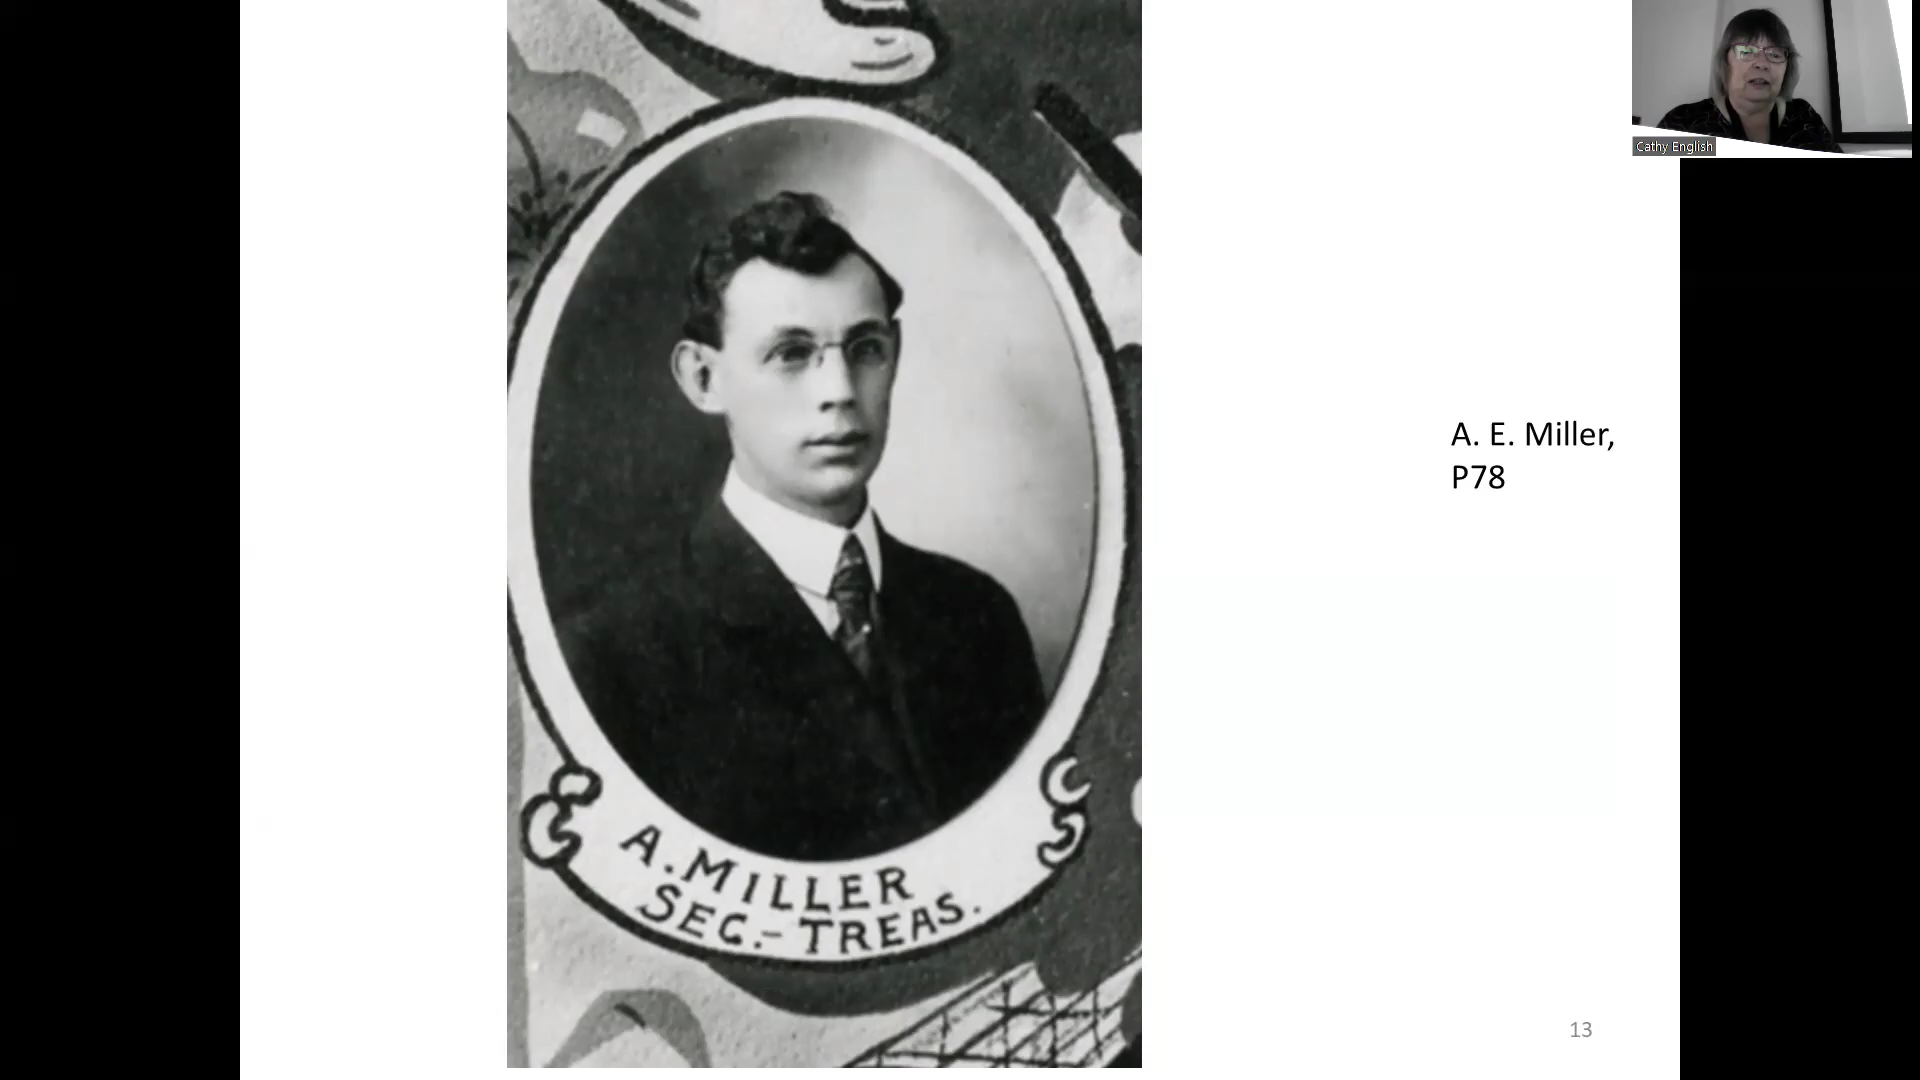 Cathy English
A. E. Miller,
P78
A. MILLER
SEC.-TREAS.
13